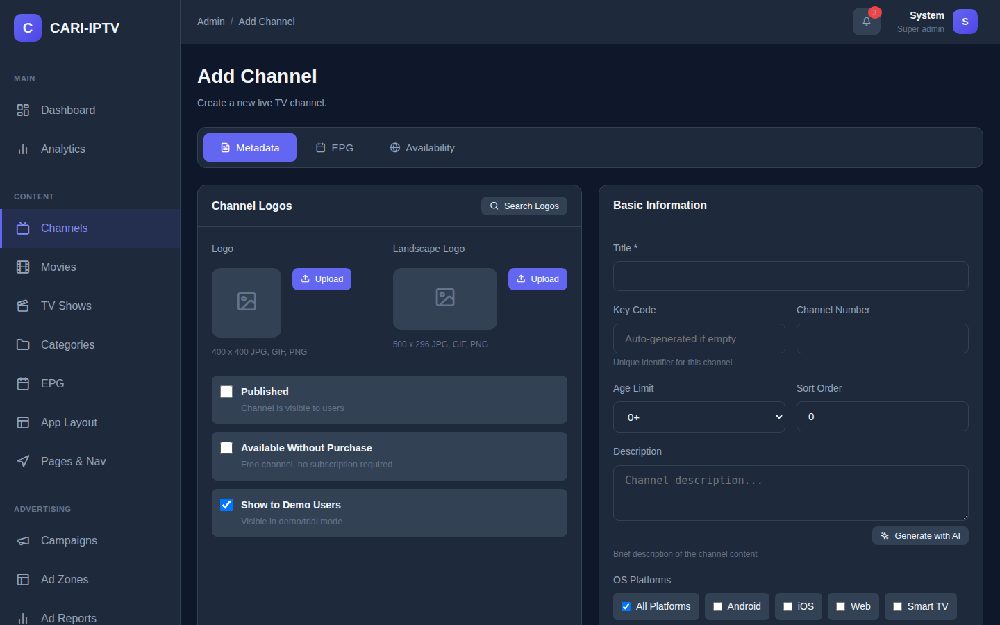 C CARI-IPTV
MAIN
Dashboard
Analytics
CONTENT
Channels
Movies
TV Shows
Categories
EPG
App Layout
Pages & Nav
ADVERTISING
Campaigns
Ad Zones
Ad Reports
Admin / Add Channel
3
System
Super admin
S
Add Channel
Create a new live TV channel.
Metadata
EPG
Availability
Channel Logos
Search Logos
Logo
Upload
400 x 400 JPG, GIF, PNG
Landscape Logo
Upload
500 x 296 JPG, GIF, PNG
Published
Channel is visible to users
Available Without Purchase
Free channel, no subscription required
Show to Demo Users
Visible in demo/trial mode
Basic Information
Title *
Key Code
Auto-generated if empty
Unique identifier for this channel
Channel Number
Age Limit
0+
Sort Order
0
Description
Channel description...
Generate with AI
Brief description of the channel content
OS Platforms
All Platforms
Android
iOS
Web
Smart TV